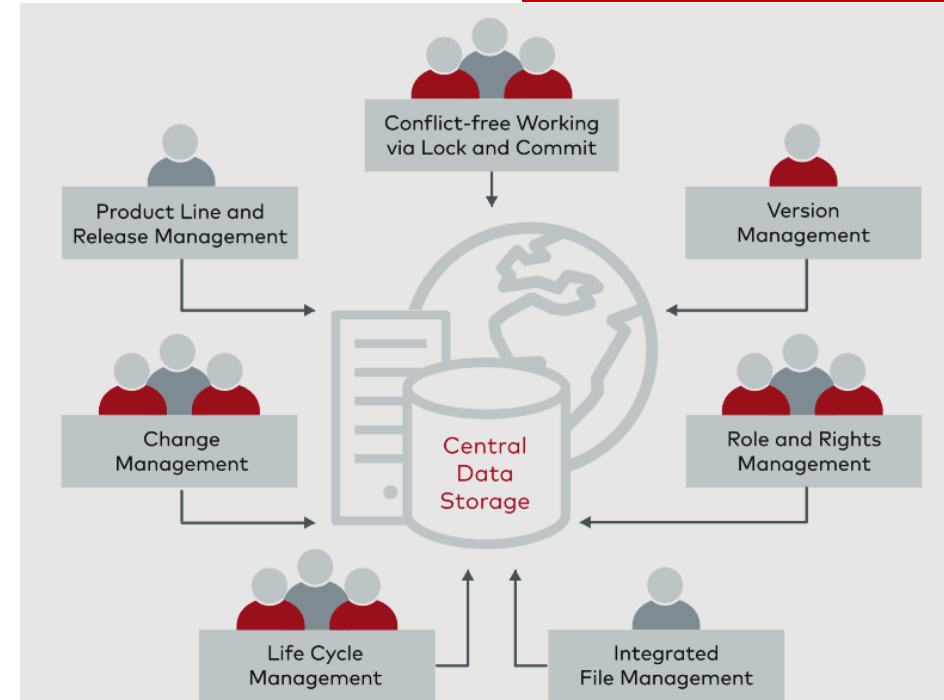 Conflict-free Working
via Lock and Commit
Product Line and
Release Management
Version
Management
Change
Management
Central
Data
Storage
Role and Rights
Management
Life Cycle
Management
Integrated
File Management